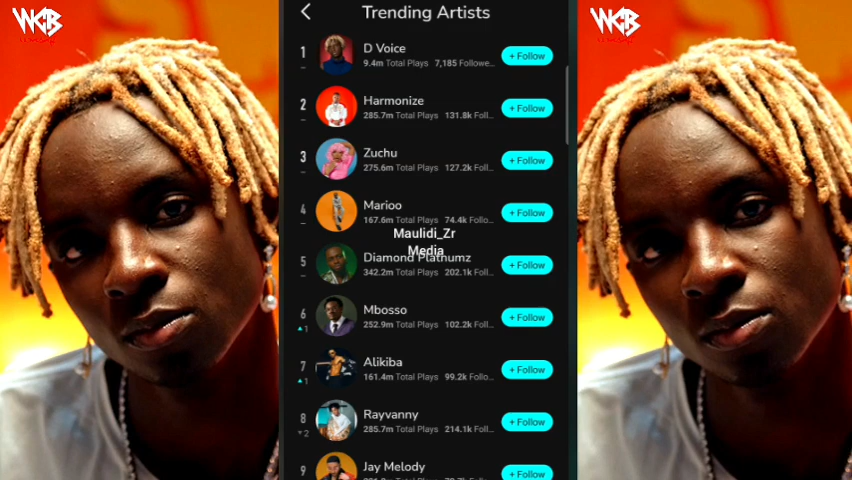 WCB
Trending Artists
1
D Voice
9.4m Total Plays 7,185 Followe...
+ Follow
2
Harmonize
285.7m Total Plays 131.8k Foll...
+ Follow
3
Zuchu
275.6m Total Plays 127.2k Foll...
+ Follow
4
Marioo
167.6m Total Plays 74.4k Follo...
+ Follow
Maulidi_Zr
Media
5
Diamond Platnumz
342.2m Total Plays 202.1k Foll...
+ Follow
6
1
Mbosso
252.9m Total Plays 102.2k Foll...
+ Follow
7
1
Alikiba
161.4m Total Plays 99.2k Follo...
+ Follow
8
2
Rayvanny
285.7m Total Plays 214.1k Foll...
+ Follow
9
Jay Melody
+ Follow
WCB